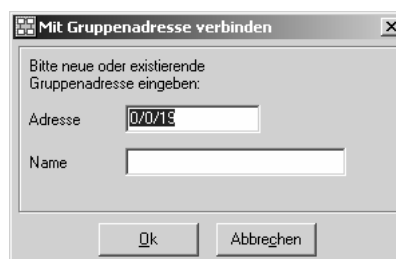 Mit Gruppenadresse verbinden
Bitte neue oder existierende
Gruppenadresse eingeben:
Adresse 0/0/19
Name
Ok Abbrechen